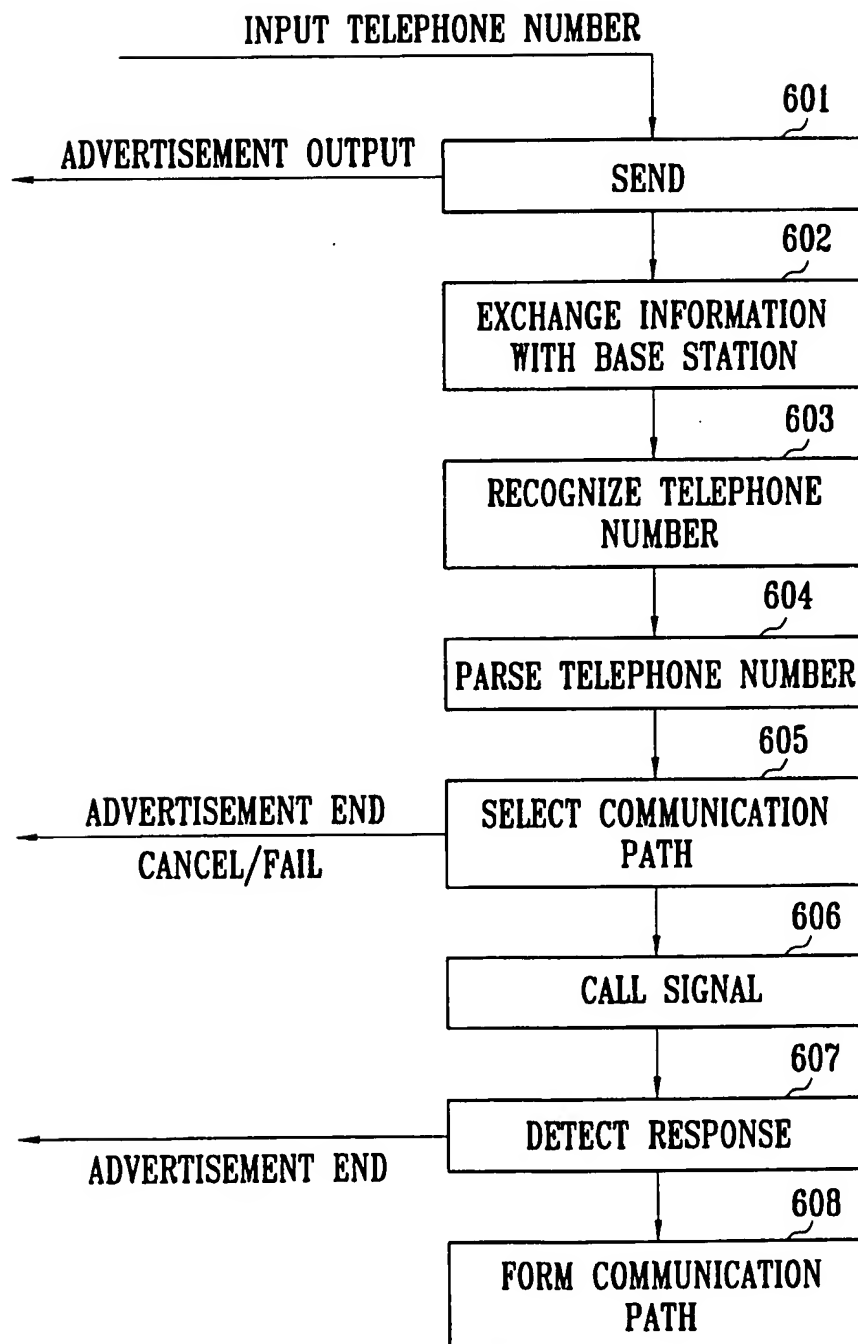 INPUT TELEPHONE NUMBER
601
ADVERTISEMENT OUTPUT
SEND
602
EXCHANGE INFORMATION
WITH BASE STATION
603
RECOGNIZE TELEPHONE
NUMBER
604
PARSE TELEPHONE NUMBER
605
ADVERTISEMENT END
CANCEL/FAIL
SELECT COMMUNICATION
PATH
606
CALL SIGNAL
607
DETECT RESPONSE
ADVERTISEMENT END
608
FORM COMMUNICATION
PATH